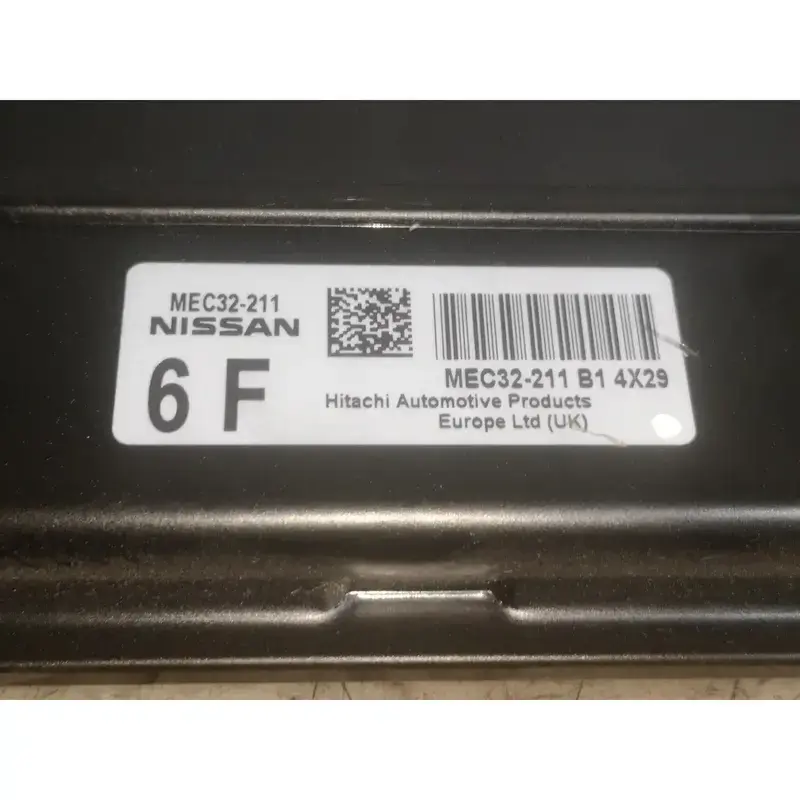 MEC32-211
NISSAN
6 F
MEC32-211 B1 4X29
Hitachi Automotive Products
Europe Ltd (UK)